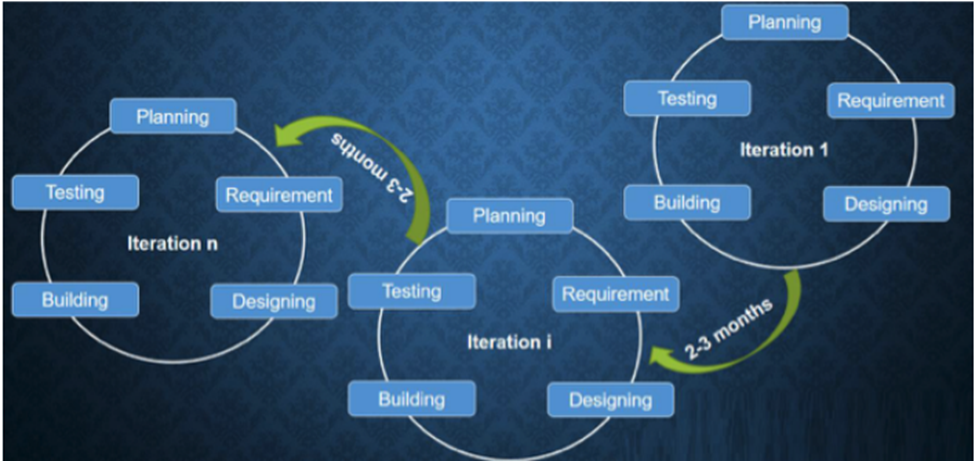 Planning
Testing
Requirement
Iteration 1
Building
Designing
2-3 months
Planning
Testing
Requirement
Iteration i
Building
Designing
2-3 months
Planning
Testing
Requirement
Iteration n
Building
Designing